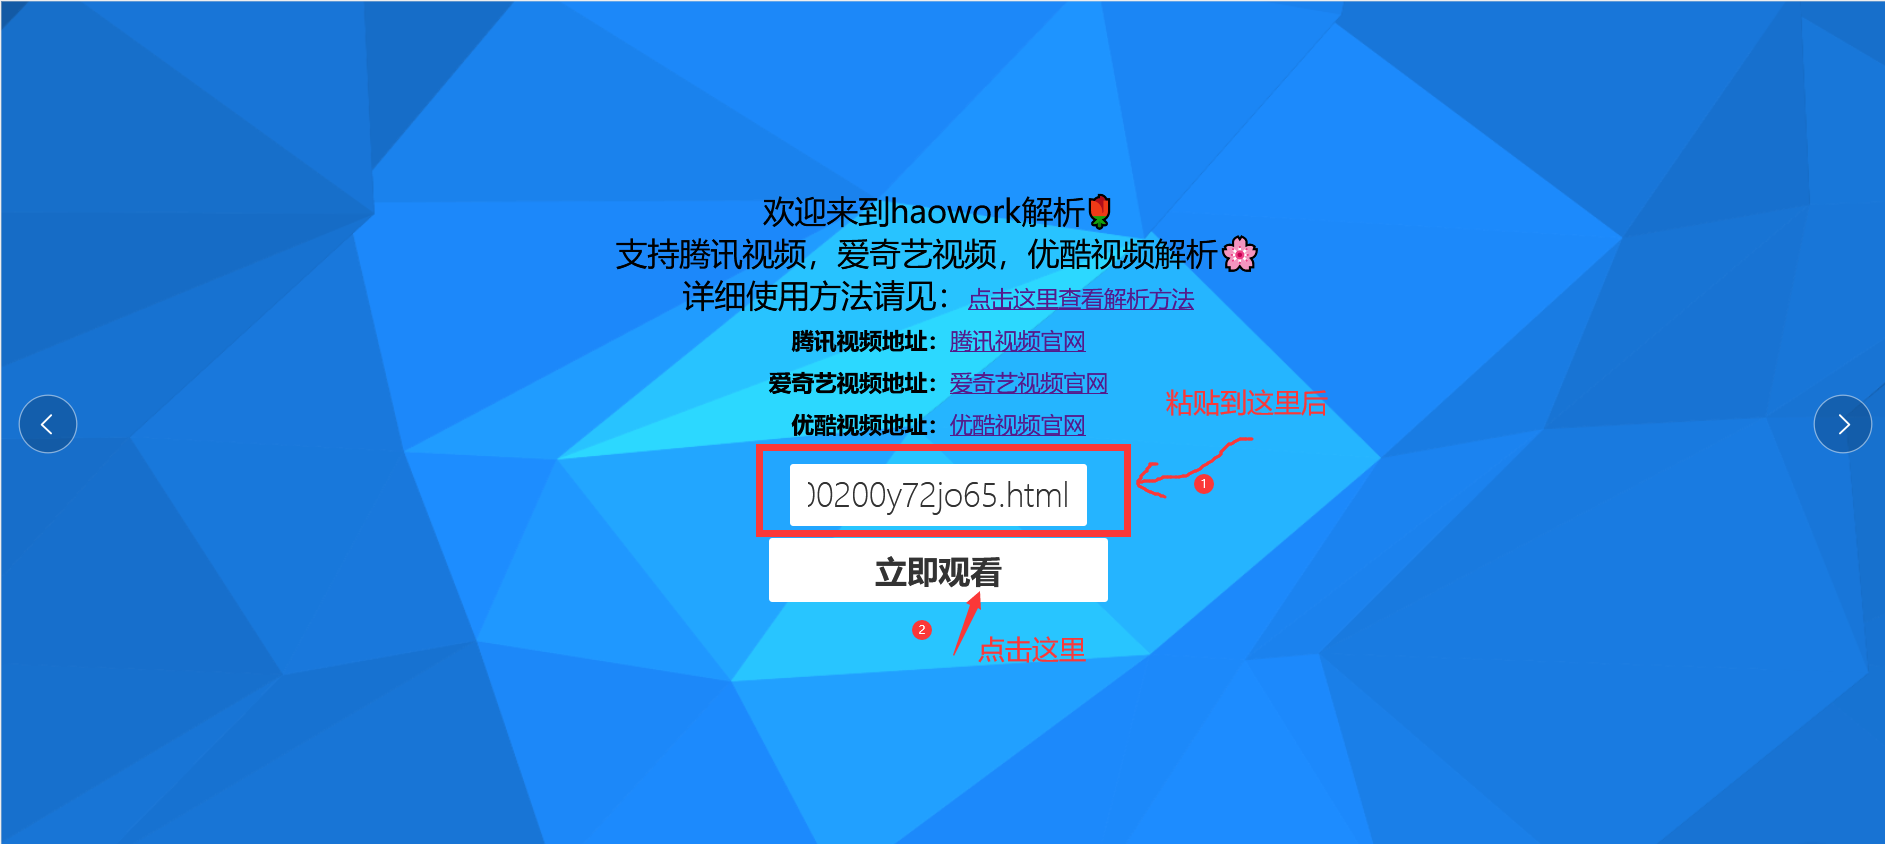 欢迎来到haowork解析🌹
支持腾讯视频，爱奇艺视频，优酷视频解析🌸
详细使用方法请见：点击这里查看解析方法
腾讯视频地址：腾讯视频官网
爱奇艺视频地址：爱奇艺视频官网
优酷视频地址：优酷视频官网
粘贴到这里后
1
00200y72jo65.html
立即观看
2
点击这里